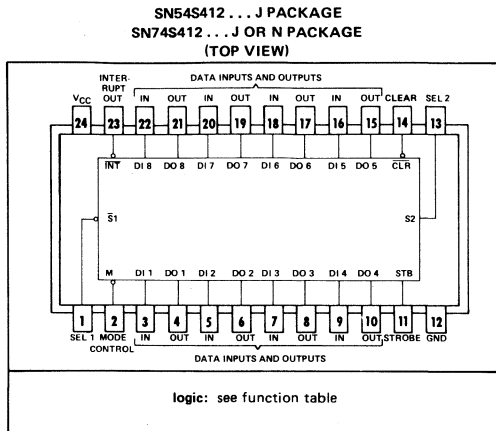 SN54S412 . . . J PACKAGE
SN74S412 . . . J OR N PACKAGE
(TOP VIEW)
INTER-
RUPT
OUT
DATA INPUTS AND OUTPUTS
VCC IN OUT IN OUT IN OUT IN OUT CLEAR SEL 2
24 23 22 21 20 19 18 17 16 15 14 13
INT DI 8 DO 8 DI 7 DO 7 DI 6 DO 6 DI 5 DO 5 CLR
S1 S2
M DI 1 DO 1 DI 2 DO 2 DI 3 DO 3 DI 4 DO 4 STB
1 2 3 4 5 6 7 8 9 10 11 12
SEL 1 MODE IN OUT IN OUT IN OUT IN OUT STROBE GND
CONTROL
DATA INPUTS AND OUTPUTS
logic: see function table